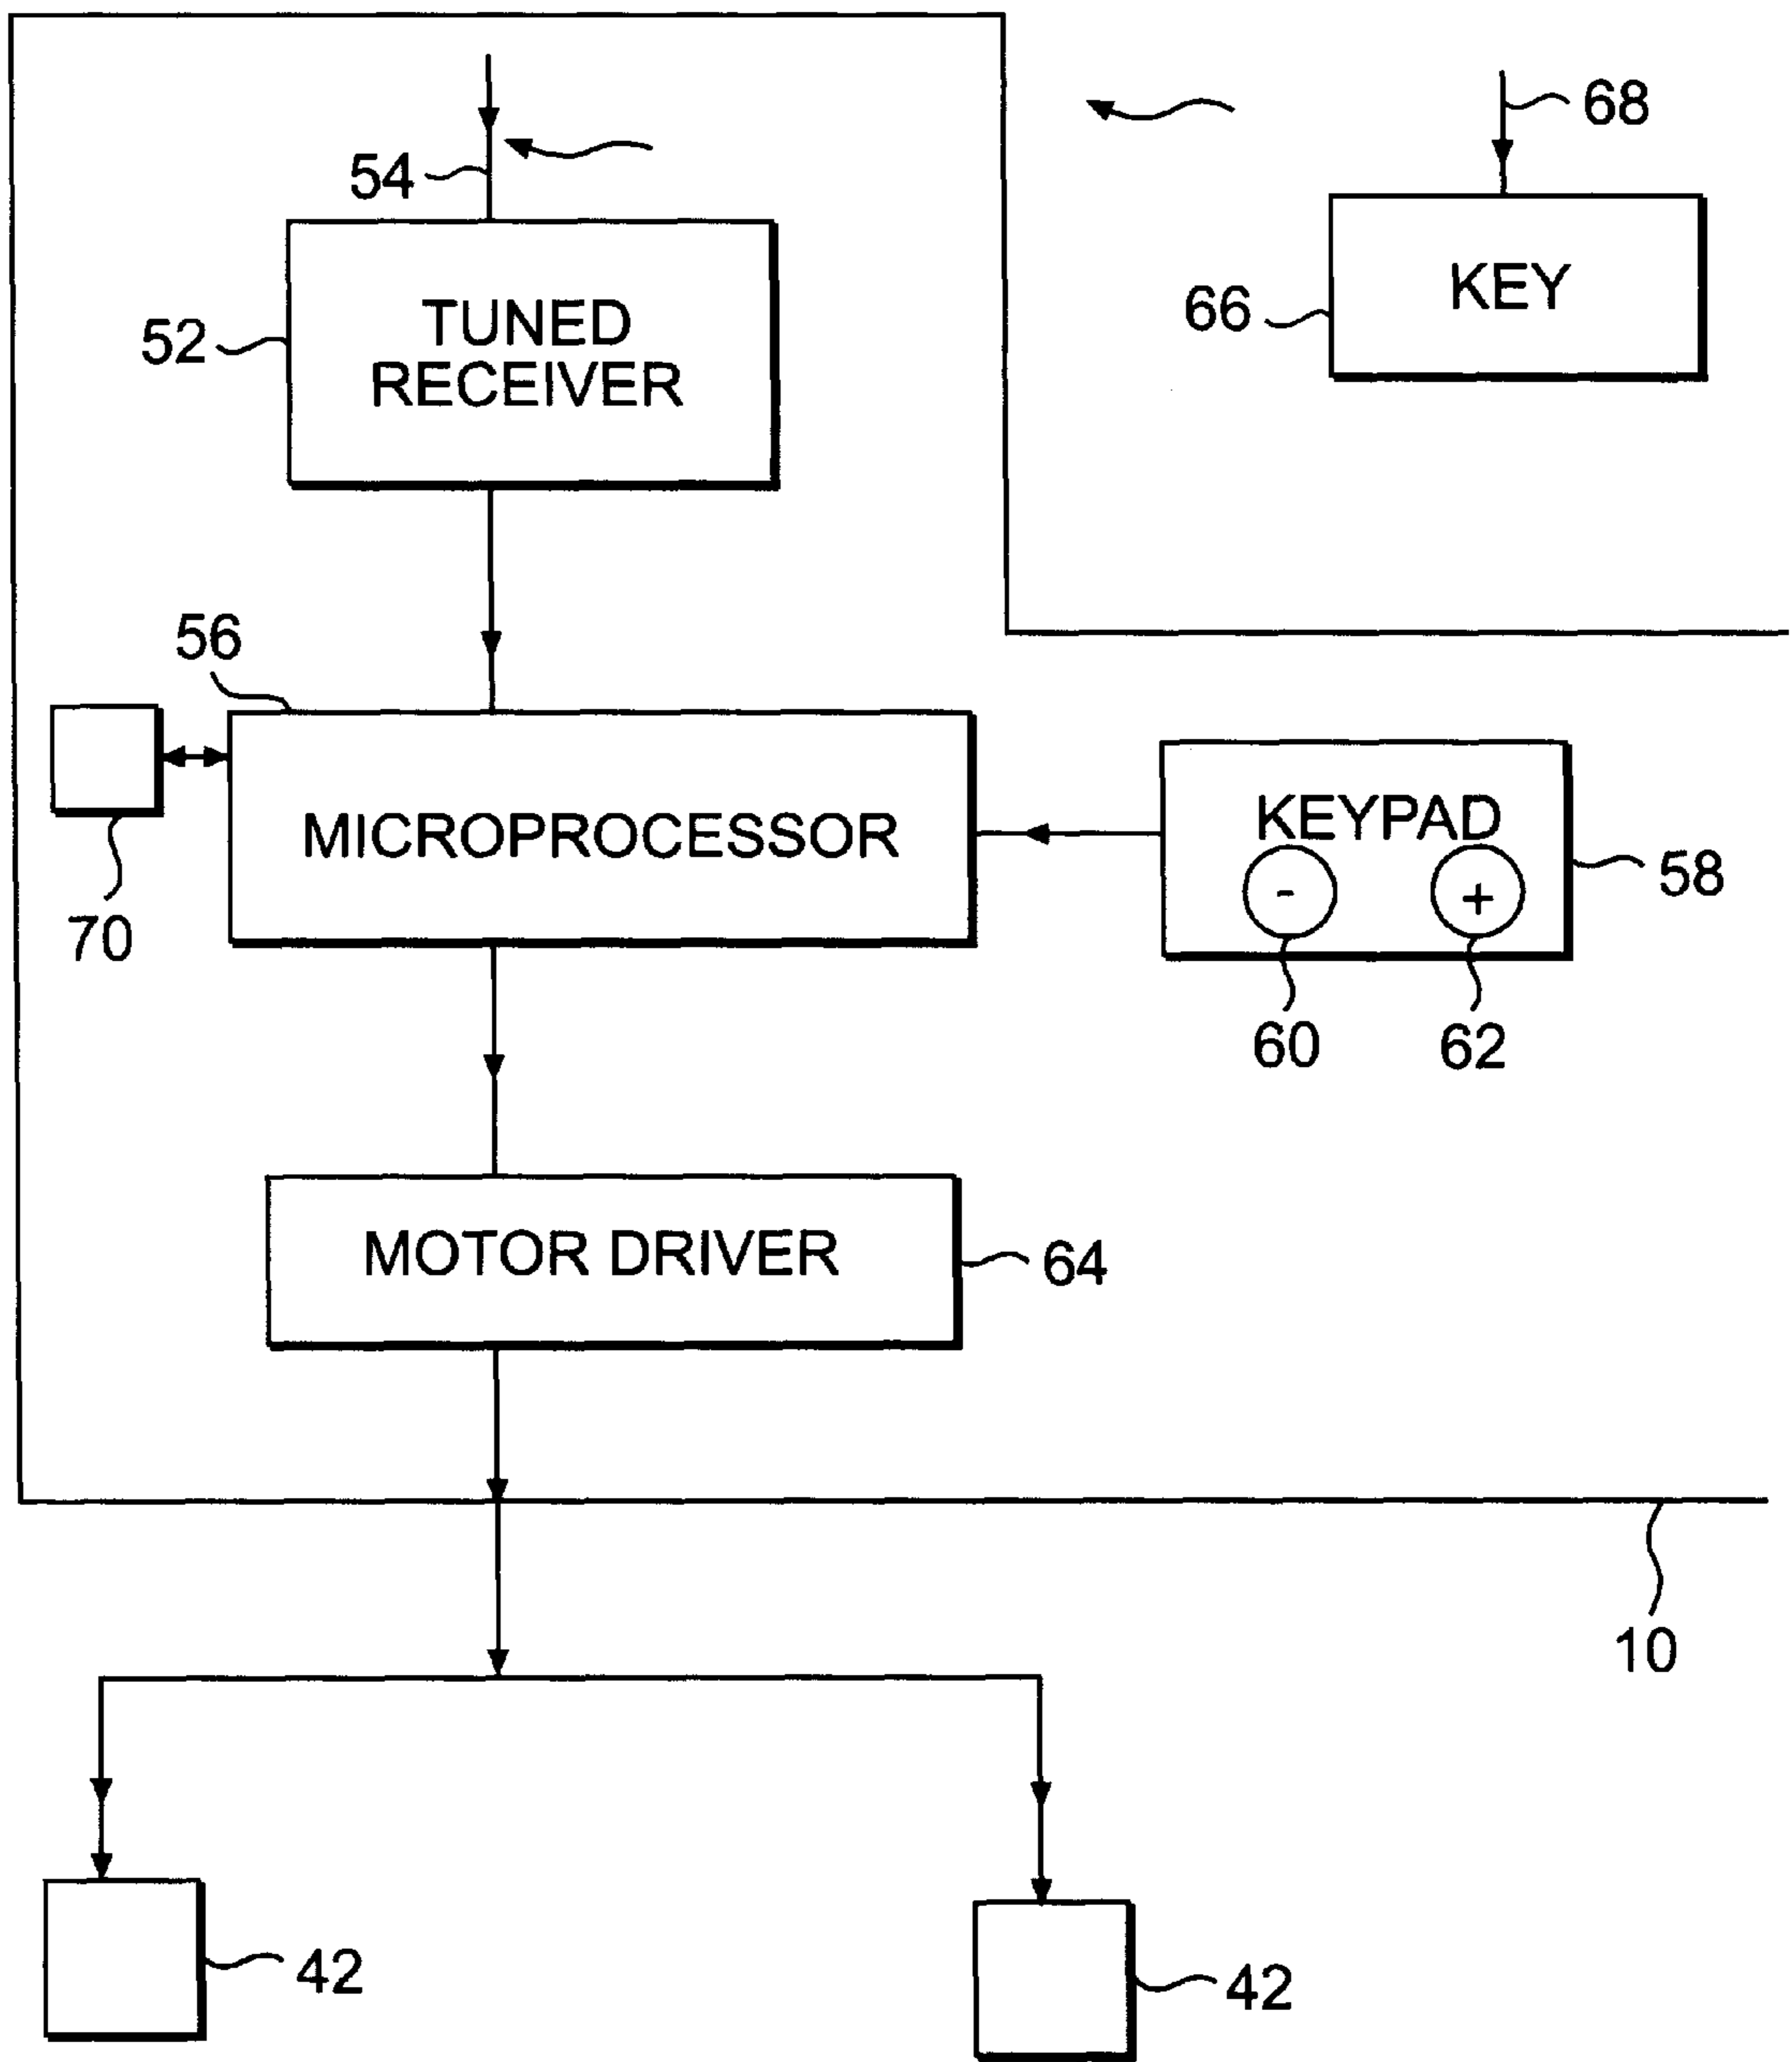 68
54
KEY
66
TUNED
RECEIVER
52
56
MICROPROCESSOR
KEYPAD
- +
58
70
60
62
MOTOR DRIVER
64
10
42
42